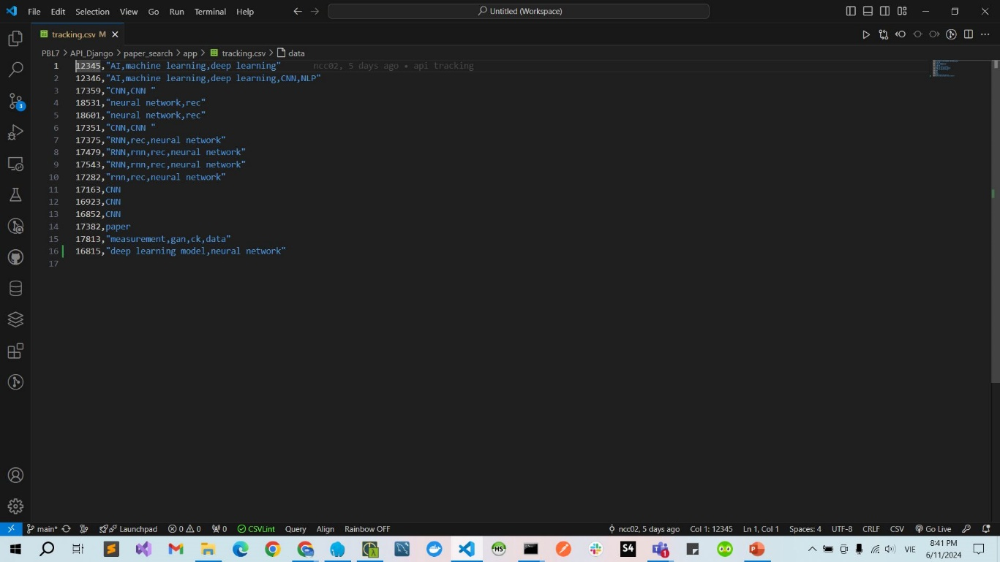 File Edit Selection View Go Run Terminal Help
Untitled (Workspace)
tracking.csv M
PBL7 > API_Django > paper_search > app > tracking.csv > data
1 12345,"AI,machine learning,deep learning" ncc02, 5 days ago • api tracking
2 12346,"AI,machine learning,deep learning,CNN,NLP"
3 17359,"CNN,CNN "
4 18531,"neural network,rec"
5 18601,"neural network,rec"
6 17351,"CNN,CNN "
7 17375,"RNN,rec,neural network"
8 17479,"RNN,rnn,rec,neural network"
9 17543,"RNN,rnn,rec,neural network"
10 17282,"rnn,rec,neural network"
11 17163,CNN
12 16923,CNN
13 16852,CNN
14 17382,paper
15 17813,"measurement,gan,ck,data"
16 16815,"deep learning model,neural network"
17
3
main* Launchpad 0 0 0 CSVLint Query Align Rainbow OFF ncc02, 5 days ago Col 1: 12345 Ln 1, Col 1 Spaces: 4 UTF-8 CRLF CSV Go Live
S4 1 VIE 8:41 PM
6/11/2024